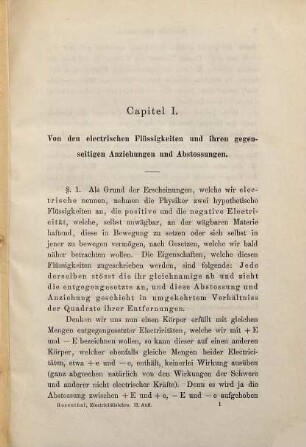 Capitel I.
Von den electrischen Flüssigkeiten und ihren gegen-
seitigen Anziehungen und Abstossungen.
§. 1. Als Grund der Erscheinungen, welche wir elec-
trische nennen, nehmen die Physiker zwei hypothetische
Flüssigkeiten an, die positive und die negative Electri-
cität, welche, selbst unwägbar, an der wägbaren Materie
haftend, diese in Bewegung zu setzen oder sich selbst in
jener zu bewegen vermögen, nach Gesetzen, welche wir bald
näher betrachten wollen. Die Eigenschaften, welche diesen
Flüssigkeiten zugeschrieben werden, sind folgende: Jede
derselben stösst die ihr gleichnamige ab und zieht
die entgegengesetzte an, und diese Abstossung und
Anziehung geschieht in umgekehrtem Verhältniss
der Quadrate ihrer Entfernungen.
Denken wir uns nun einen Körper erfüllt mit gleichen
Mengen entgegengesetzter Electricitäten, welche wir mit + E
und — E bezeichnen wollen, so kann dieser auf einen anderen
Körper, welcher ebenfalls gleiche Mengen beider Electrici-
täten, etwa + e und — e, enthält, keinerlei Wirkung ausüben
(ganz abgesehen natürlich von den Wirkungen der Schwere
und anderer nicht electrischer Kräfte). Denn es wird ja die
Abstossung zwischen + E und + e, — E und — e aufgehoben
Rosenthal, Electricitätslehre. II. Aufl. 1